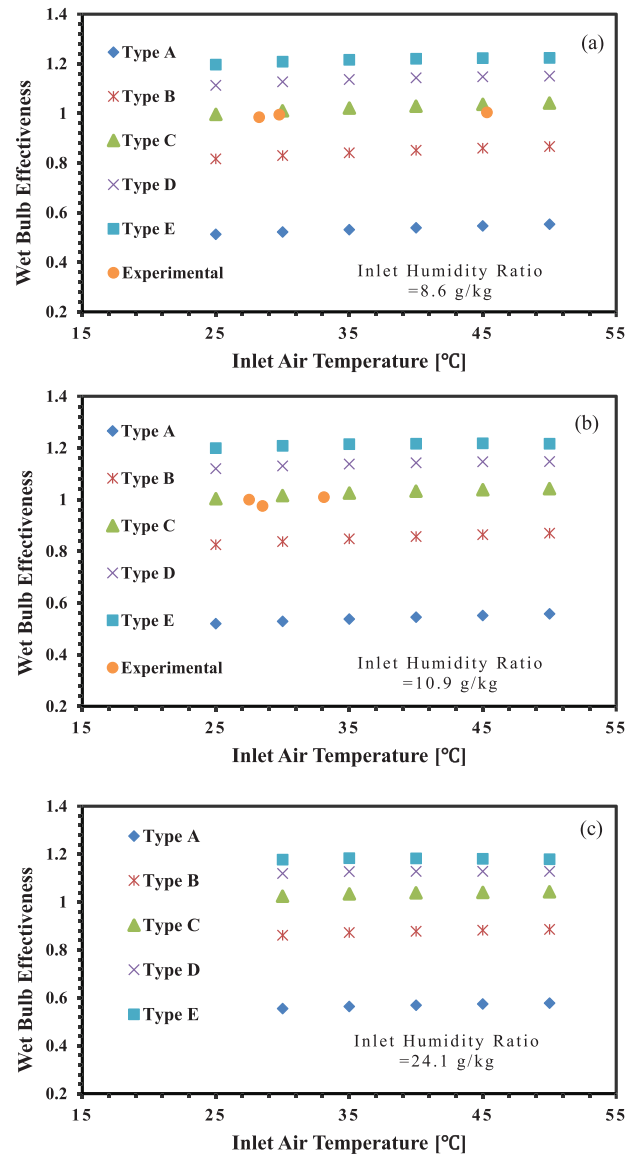 (a)
Wet Bulb Effectiveness
1.4
1.2
1
0.8
0.6
0.4
0.2
Type A
Type B
Type C
Type D
Type E
Experimental
Inlet Humidity Ratio
=8.6 g/kg
15 25 35 45 55
Inlet Air Temperature [℃]
(b)
Wet Bulb Effectiveness
1.4
1.2
1
0.8
0.6
0.4
0.2
Type A
Type B
Type C
Type D
Type E
Experimental
Inlet Humidity Ratio
=10.9 g/kg
15 25 35 45 55
Inlet Air Temperature [℃]
(c)
Wet Bulb Effectiveness
1.4
1.2
1
0.8
0.6
0.4
0.2
Type A
Type B
Type C
Type D
Type E
Inlet Humidity Ratio
=24.1 g/kg
15 25 35 45 55
Inlet Air Temperature [℃]